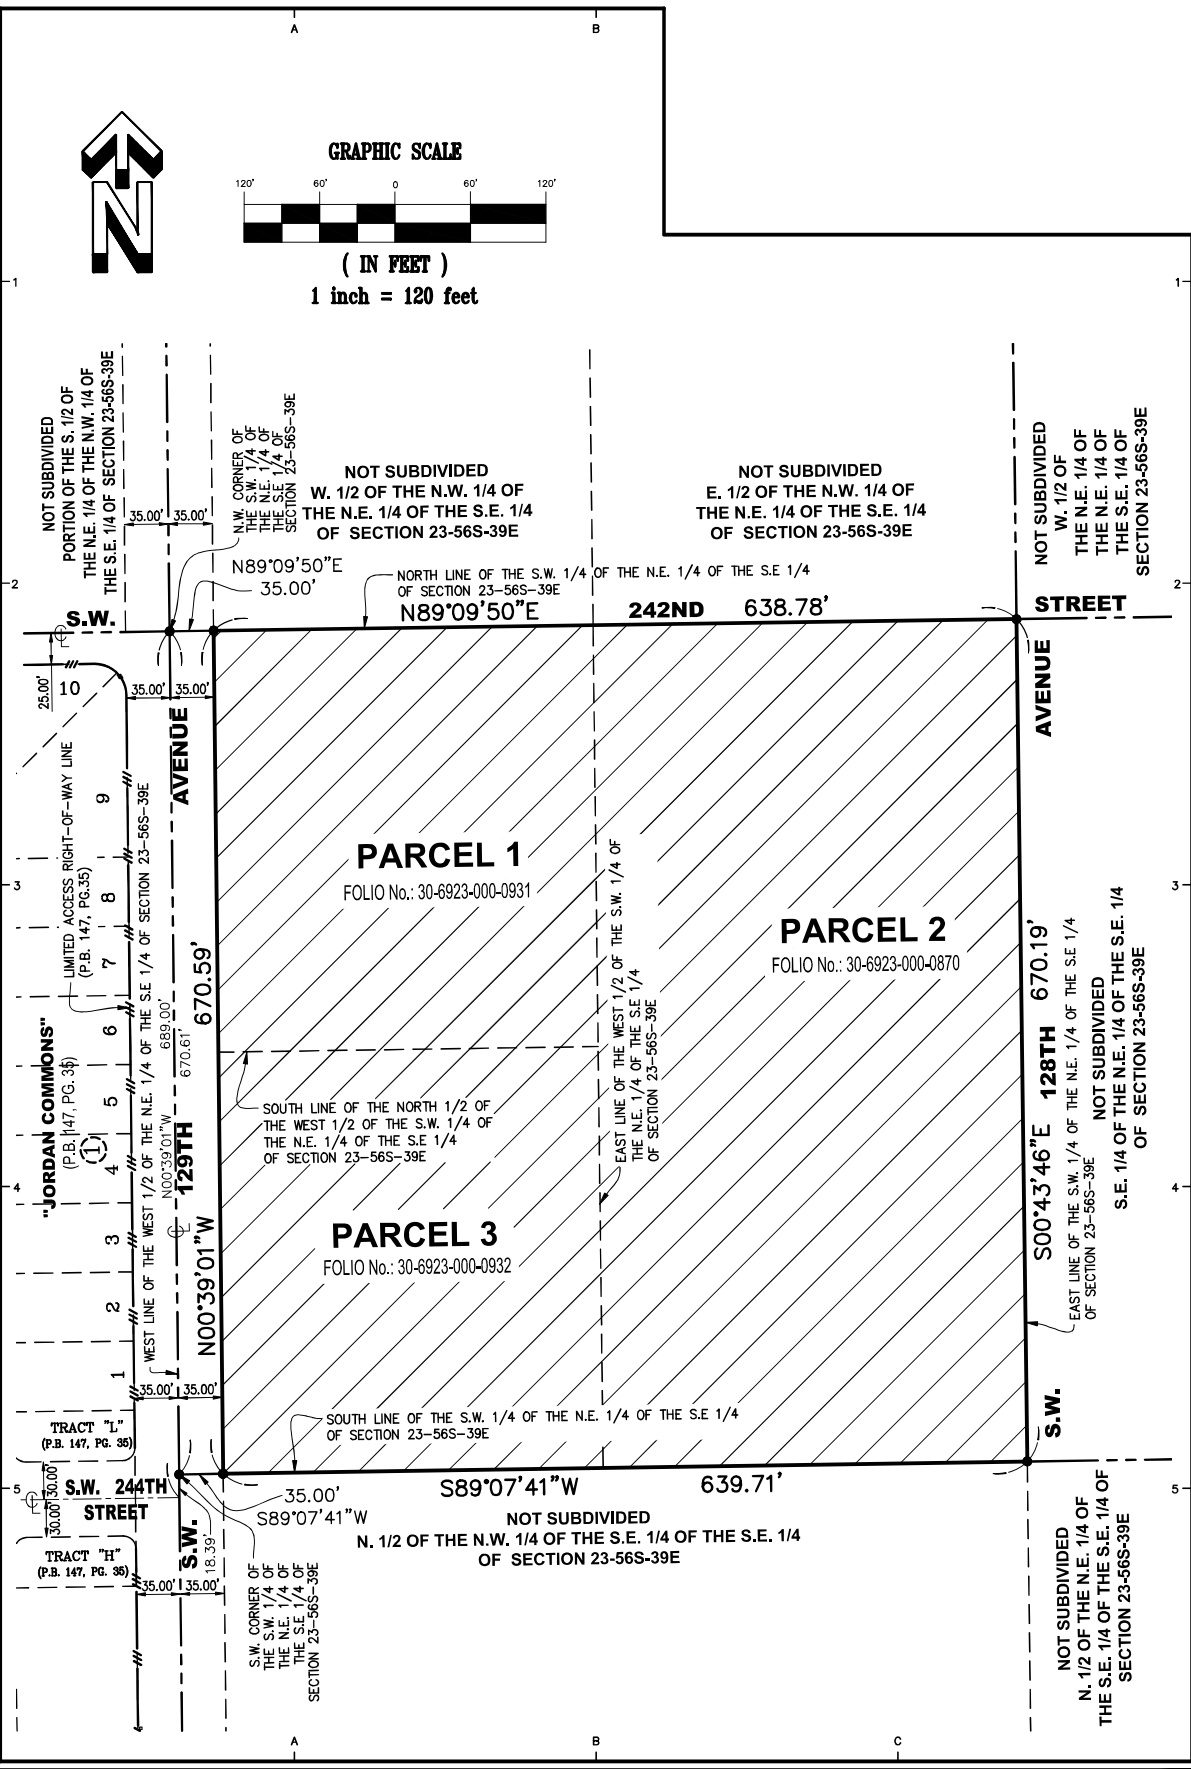 A
B
GRAPHIC SCALE
120'
60'
0
60'
120'
( IN FEET )
1 inch = 120 feet
N
1
1
NOT SUBDIVIDED
PORTION OF THE S. 1/2 OF
THE N.E. 1/4 OF THE N.W. 1/4 OF
THE S.E. 1/4 OF SECTION 23-56S-39E
35.00'
35.00'
N.W. CORNER OF
THE S.W. 1/4 OF
THE N.E. 1/4 OF
THE S.E 1/4 OF
SECTION 23-56S-39E
NOT SUBDIVIDED
W. 1/2 OF THE N.W. 1/4 OF
THE N.E. 1/4 OF THE S.E. 1/4
OF SECTION 23-56S-39E
NOT SUBDIVIDED
E. 1/2 OF THE N.W. 1/4 OF
THE N.E. 1/4 OF THE S.E. 1/4
OF SECTION 23-56S-39E
NOT SUBDIVIDED
W. 1/2 OF
THE N.E. 1/4 OF
THE N.E. 1/4 OF
THE S.E. 1/4 OF
SECTION 23-56S-39E
N89°09'50"E
35.00'
NORTH LINE OF THE S.W. 1/4 OF THE N.E. 1/4 OF THE S.E 1/4
OF SECTION 23-56S-39E
2
2
S.W.
N89°09'50"E
242ND
638.78'
STREET
25.00'
10
35.00'
35.00'
AVENUE
AVENUE
LIMITED ACCESS RIGHT-OF-WAY LINE
(P.B. 147, PG.35)
9
8
7
6
5
4
3
2
1
WEST LINE OF THE WEST 1/2 OF THE N.E. 1/4 OF THE S.E 1/4 OF SECTION 23-56S-39E
PARCEL 1
FOLIO No.: 30-6923-000-0931
EAST LINE OF THE WEST 1/2 OF THE S.W. 1/4 OF
THE N.E. 1/4 OF THE S.E 1/4
OF SECTION 23-56S-39E
PARCEL 2
FOLIO No.: 30-6923-000-0870
3
3
"JORDAN COMMONS"
(P.B. 147, PG. 35)
1
N00°39'01"W
689.00'
670.61'
129TH
N00°39'01"W
670.59'
SOUTH LINE OF THE NORTH 1/2 OF
THE WEST 1/2 OF THE S.W. 1/4 OF
THE N.E. 1/4 OF THE S.E 1/4
OF SECTION 23-56S-39E
S00°43'46"E
128TH
670.19'
EAST LINE OF THE S.W. 1/4 OF THE N.E. 1/4 OF THE S.E 1/4
OF SECTION 23-56S-39E
NOT SUBDIVIDED
S.E. 1/4 OF THE N.E. 1/4 OF THE S.E. 1/4
OF SECTION 23-56S-39E
4
4
PARCEL 3
FOLIO No.: 30-6923-000-0932
35.00'
35.00'
SOUTH LINE OF THE S.W. 1/4 OF THE N.E. 1/4 OF THE S.E 1/4
OF SECTION 23-56S-39E
S.W.
TRACT "L"
(P.B. 147, PG. 35)
30.00'
30.00'
S.W. 244TH
STREET
5
5
35.00'
S89°07'41"W
S89°07'41"W
639.71'
NOT SUBDIVIDED
N. 1/2 OF THE N.W. 1/4 OF THE S.E. 1/4 OF THE S.E. 1/4
OF SECTION 23-56S-39E
S.W.
18.39'
TRACT "H"
(P.B. 147, PG. 35)
35.00'
35.00'
S.W. CORNER OF
THE S.W. 1/4 OF
THE N.E. 1/4 OF
THE S.E 1/4 OF
SECTION 23-56S-39E
NOT SUBDIVIDED
N. 1/2 OF THE N.E. 1/4 OF
THE S.E. 1/4 OF THE S.E. 1/4 OF
SECTION 23-56S-39E
A
B
C